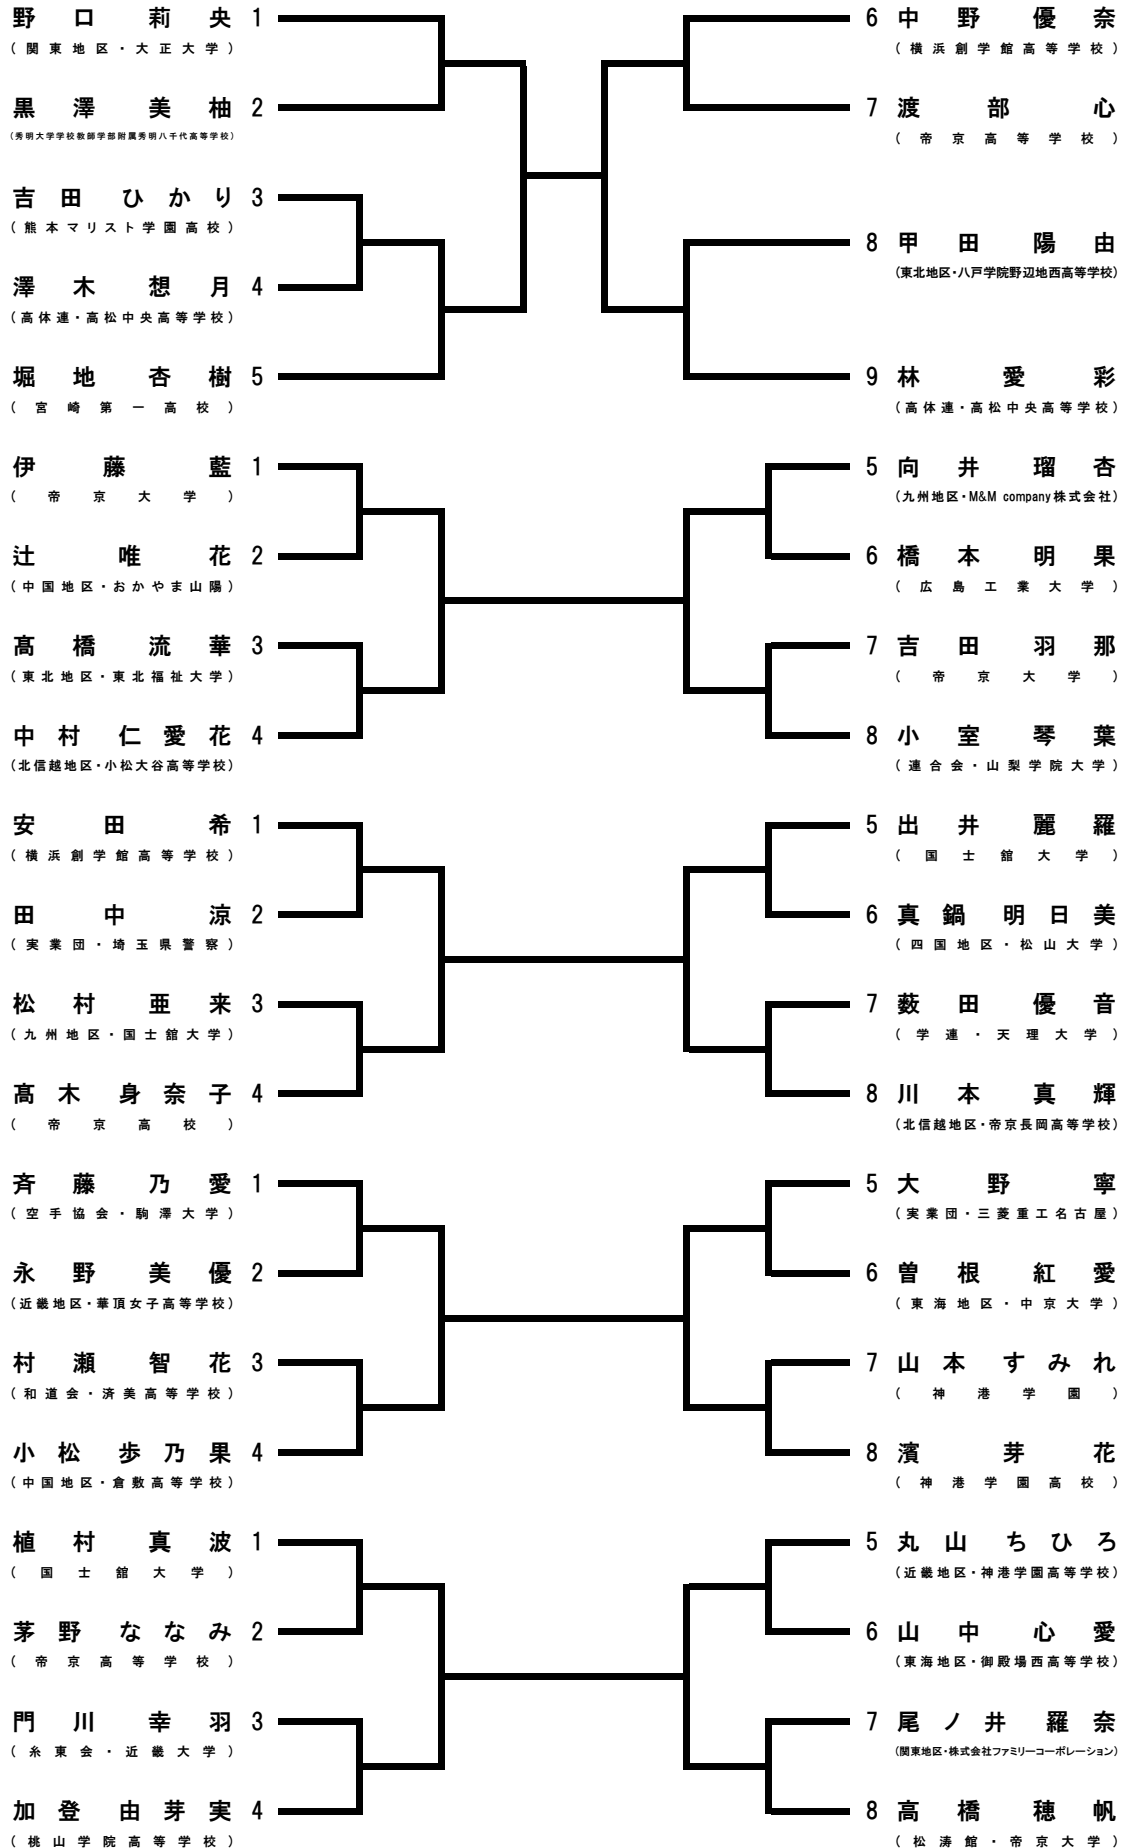 野口莉央 1
(関東地区・大正大学)
黒澤美柚 2
(秀明大学学校教師学部附属秀明八千代高等学校)
吉田ひかり 3
(熊本マリスト学園高校)
澤木想月 4
(高体連・高松中央高等学校)
堀地杏樹 5
(宮崎第一高校)
6 中野優奈
(横浜創学館高等学校)
7 渡部心
(帝京高等学校)
8 甲田陽由
(東北地区・八戸学院野辺地西高等学校)
9 林愛彩
(高体連・高松中央高等学校)
伊藤藍 1
(帝京大学)
辻唯花 2
(中国地区・おかやま山陽)
髙橋流華 3
(東北地区・東北福祉大学)
中村仁愛花 4
(北信越地区・小松大谷高等学校)
5 向井瑠杏
(九州地区・M&M company株式会社)
6 橋本明果
(広島工業大学)
7 吉田羽那
(帝京大学)
8 小室琴葉
(連合会・山梨学院大学)
安田希 1
(横浜創学館高等学校)
田中涼 2
(実業団・埼玉県警察)
松村亜来 3
(九州地区・国士舘大学)
髙木身奈子 4
(帝京高校)
5 出井麗羅
(国士舘大学)
6 真鍋明日美
(四国地区・松山大学)
7 薮田優音
(学連・天理大学)
8 川本真輝
(北信越地区・帝京長岡高等学校)
斉藤乃愛 1
(空手協会・駒澤大学)
永野美優 2
(近畿地区・華頂女子高等学校)
村瀬智花 3
(和道会・済美高等学校)
小松歩乃果 4
(中国地区・倉敷高等学校)
5 大野寧
(実業団・三菱重工名古屋)
6 曽根紅愛
(東海地区・中京大学)
7 山本すみれ
(神港学園)
8 濱芽花
(神港学園高校)
植村真波 1
(国士舘大学)
茅野ななみ 2
(帝京高等学校)
門川幸羽 3
(糸東会・近畿大学)
加登由芽実 4
(桃山学院高等学校)
5 丸山ちひろ
(近畿地区・神港学園高等学校)
6 山中心愛
(東海地区・御殿場西高等学校)
7 尾ノ井羅奈
(関東地区・株式会社ファミリーコーポレーション)
8 高橋穂帆
(松涛館・帝京大学)